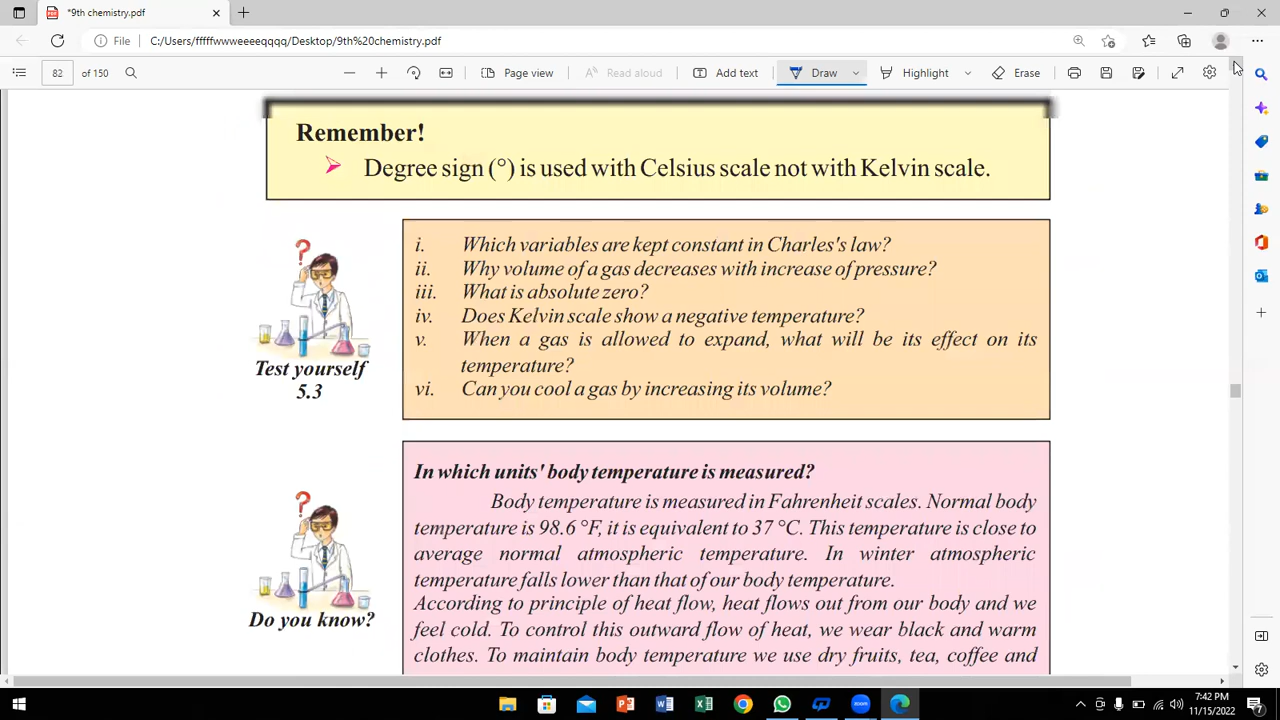 *9th chemistry.pdf
File
C:/Users/fffffwwweeeeqqqq/Desktop/9th%20chemistry.pdf
82
of 150
Page view
Read aloud
Add text
Draw
Highlight
Erase
Remember!
Degree sign (°) is used with Celsius scale not with Kelvin scale.
i. Which variables are kept constant in Charles's law?
ii. Why volume of a gas decreases with increase of pressure?
iii. What is absolute zero?
iv. Does Kelvin scale show a negative temperature?
v. When a gas is allowed to expand, what will be its effect on its
temperature?
vi. Can you cool a gas by increasing its volume?
Test yourself
5.3
In which units' body temperature is measured?
Body temperature is measured in Fahrenheit scales. Normal body
temperature is 98.6 °F, it is equivalent to 37 °C. This temperature is close to
average normal atmospheric temperature. In winter atmospheric
temperature falls lower than that of our body temperature.
According to principle of heat flow, heat flows out from our body and we
feel cold. To control this outward flow of heat, we wear black and warm
clothes. To maintain body temperature we use dry fruits, tea, coffee and
Do you know?
7:42 PM
11/15/2022